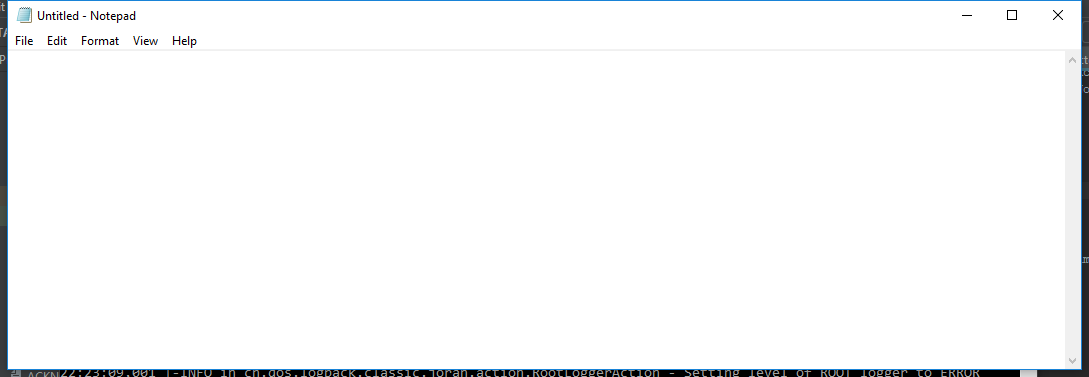 Untitled - Notepad
File Edit Format View Help
22:23:09.001 |-INFO in ch.qos.logback.classic.joran.action.RootLoggerAction - Setting level of ROOT logger to ERROR